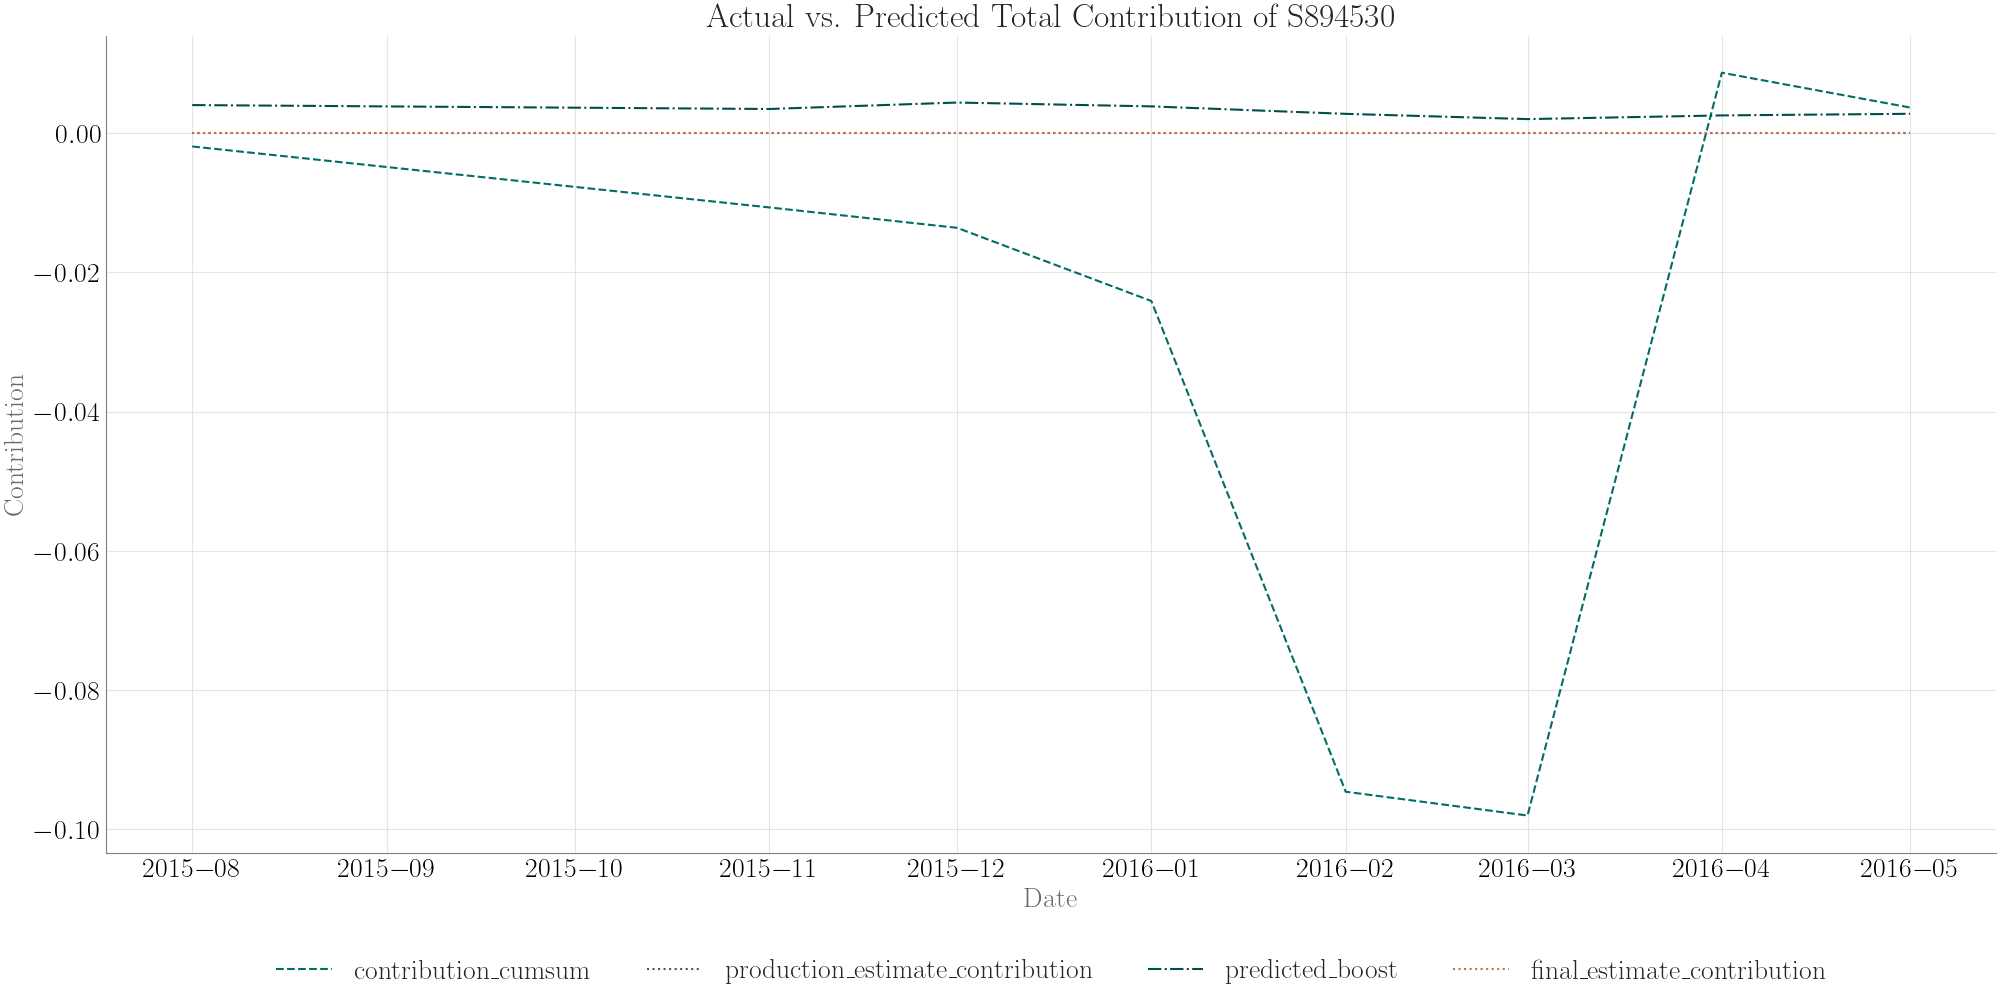 Actual vs. Predicted Total Contribution of S894530
0.00
−0.02
−0.04
−0.06
−0.08
−0.10
Contribution
2015−08 2015−09 2015−10 2015−11 2015−12 2016−01 2016−02 2016−03 2016−04 2016−05
Date
contribution_cumsum production_estimate_contribution predicted_boost final_estimate_contribution